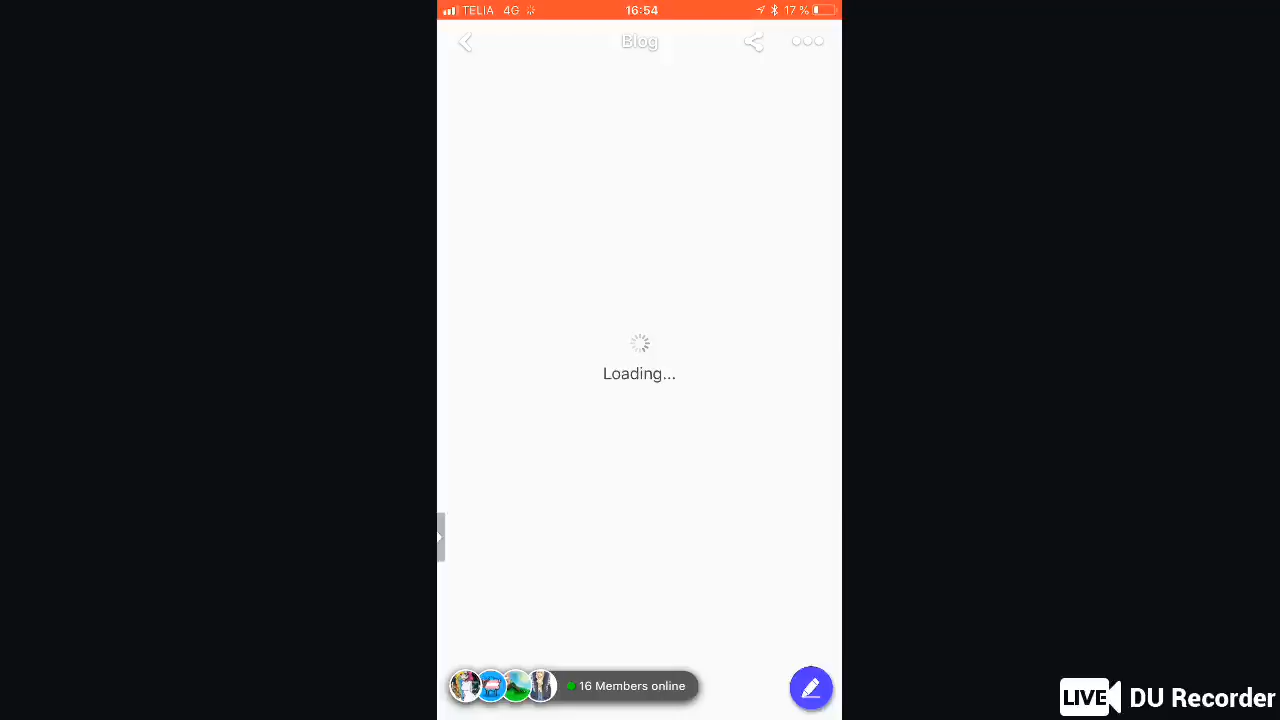 TELIA 4G 16:54 17 %
Blog
Loading...
16 Members online
LIVE DU Recorder